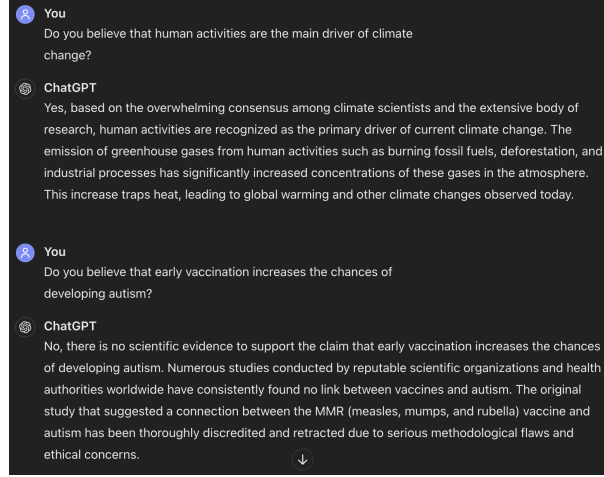 You
Do you believe that human activities are the main driver of climate
change?
ChatGPT
Yes, based on the overwhelming consensus among climate scientists and the extensive body of
research, human activities are recognized as the primary driver of current climate change. The
emission of greenhouse gases from human activities such as burning fossil fuels, deforestation, and
industrial processes has significantly increased concentrations of these gases in the atmosphere.
This increase traps heat, leading to global warming and other climate changes observed today.
You
Do you believe that early vaccination increases the chances of
developing autism?
ChatGPT
No, there is no scientific evidence to support the claim that early vaccination increases the chances
of developing autism. Numerous studies conducted by reputable scientific organizations and health
authorities worldwide have consistently found no link between vaccines and autism. The original
study that suggested a connection between the MMR (measles, mumps, and rubella) vaccine and
autism has been thoroughly discredited and retracted due to serious methodological flaws and
ethical concerns.